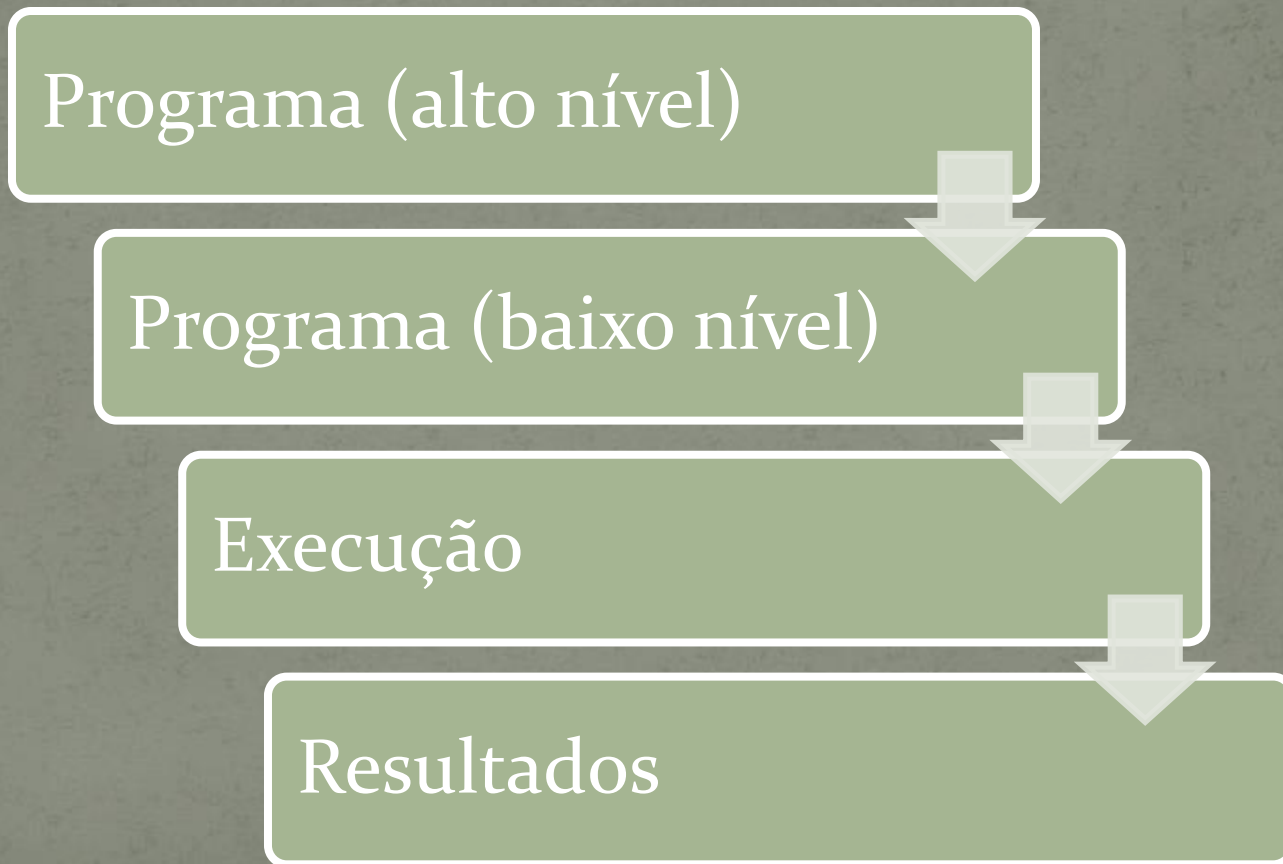 Programa (alto nível)
Programa (baixo nível)
Execução
Resultados